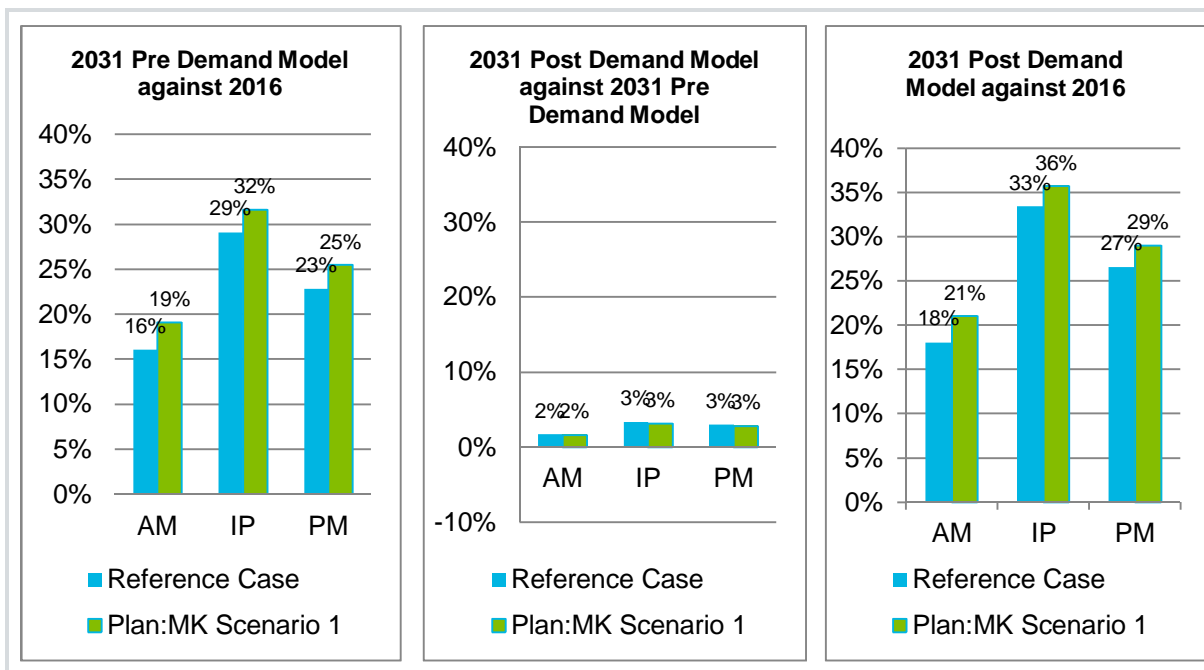 2031 Pre Demand Model
against 2016
40%
35%
30%
25%
20%
15%
10%
5%
0%
16%
19%
29%
32%
23%
25%
AM
IP
PM
Reference Case
Plan:MK Scenario 1
2031 Post Demand Model
against 2031 Pre
Demand Model
40%
30%
20%
10%
0%
-10%
2%
2%
3%
3%
3%
3%
AM
IP
PM
Reference Case
Plan:MK Scenario 1
2031 Post Demand
Model against 2016
40%
35%
30%
25%
20%
15%
10%
5%
0%
18%
21%
33%
36%
27%
29%
AM
IP
PM
Reference Case
Plan:MK Scenario 1